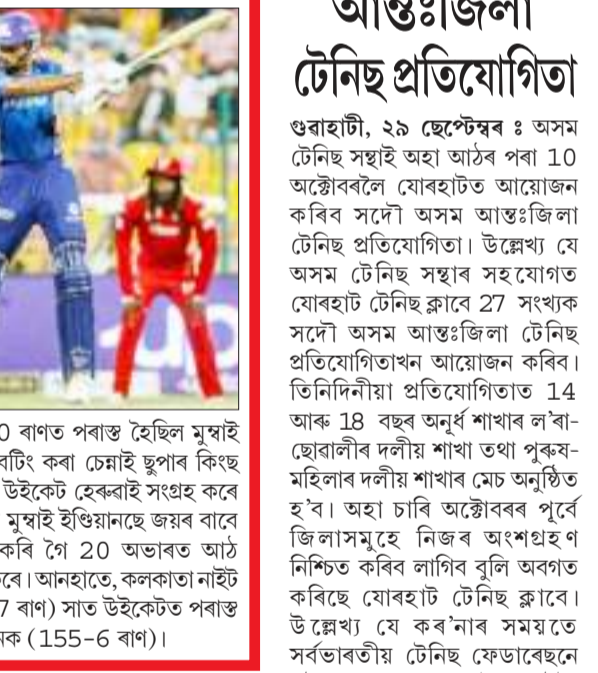 0 ৰাণত পৰাস্ত হৈছিল মুম্বাই
বটিং কৰা চেন্নাই ছুপাৰ কিংছ
উইকেট হেৰুৱাই সংগ্ৰহ কৰে
মুম্বাই ইণ্ডিয়ানছে জয়ৰ বাবে
কৰি গৈ 20 অভাৰত আঠ
ৰে। আনহাতে, কলকাতা নাইট
7 ৰাণ) সাত উইকেটত পৰাস্ত
(155-6 ৰাণ)।
আন্তঃজিলা
টেনিছ প্ৰতিযোগিতা
গুৱাহাটী, ২৯ ছেপ্টেম্বৰ ঃ অসম
টেনিছ সন্থাই অহা আঠৰ পৰা 10
অক্টোবৰলৈ যোৰহাটত আয়োজন
কৰিব সদৌ অসম আন্তঃজিলা
টেনিছ প্ৰতিযোগিতা। উল্লেখ্য যে
অসম টেনিছ সন্থাৰ সহযোগত
যোৰহাট টেনিছ ক্লাবে 27 সংখ্যক
সদৌ অসম আন্তঃজিলা টেনিছ
প্ৰতিযোগিতাখন আয়োজন কৰিব।
তিনিদিনীয়া প্ৰতিযোগিতাত 14
আৰু 18 বছৰ অনূৰ্ধ শাখাৰ ল'ৰা-
ছোৱালীৰ দলীয় শাখা তথা পুৰুষ-
মহিলাৰ দলীয় শাখাৰ মেচ অনুষ্ঠিত
হ'ব। অহা চাৰি অক্টোবৰৰ পূৰ্বে
জিলাসমূহে নিজৰ অংশগ্ৰহণ
নিশ্চিত কৰিব লাগিব বুলি অৱগত
কৰিছে যোৰহাট টেনিছ ক্লাবে।
উল্লেখ্য যে কৰ'নাৰ সময়তে
সৰ্বভাৰতীয় টেনিছ ফেডাৰেছনে